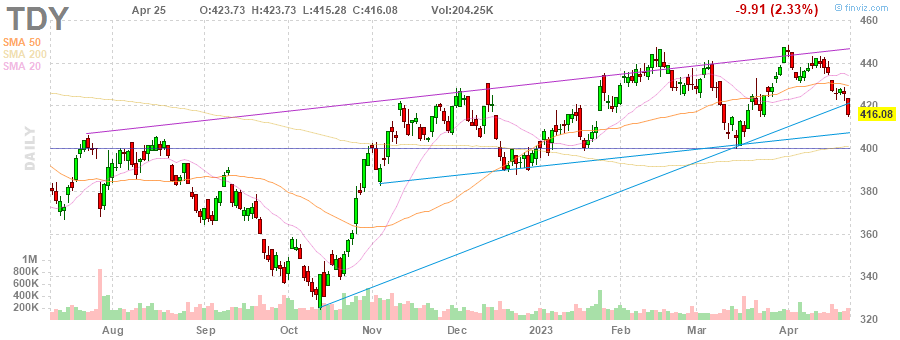 TDY
Apr 25 O:423.73 H:423.73 L:415.28 C:416.08 Vol:204.25K -9.91 (2.33%) finviz.com
SMA 50
SMA 200
SMA 20
DAILY
460
440
420
416.08
400
380
360
340
320
1M
800K
600K
400K
200K
Aug Sep Oct Nov Dec 2023 Feb Mar Apr